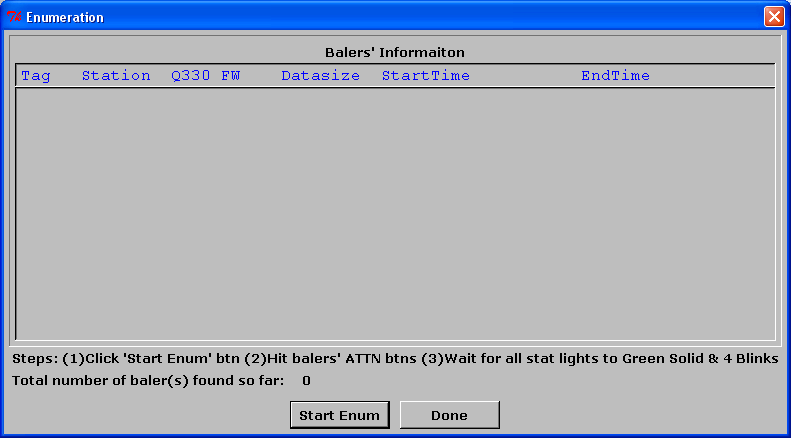 Enumeration
Balers' Informaiton
Tag Station Q330 FW Datasize StartTime EndTime
Steps: (1)Click 'Start Enum' btn (2)Hit balers' ATTN btns (3)Wait for all stat lights to Green Solid & 4 Blinks
Total number of baler(s) found so far: 0
Start Enum Done